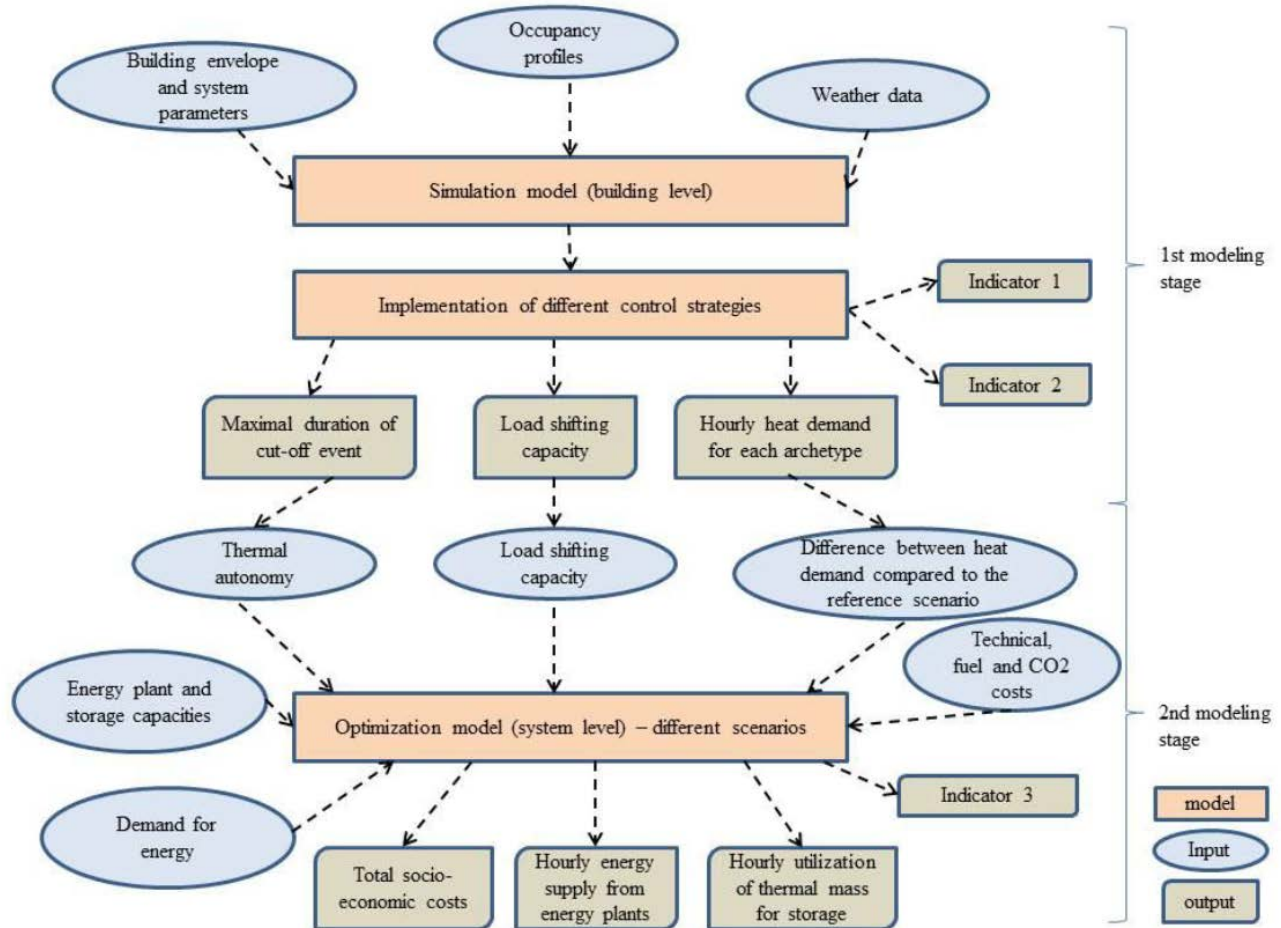 Occupancy
profiles
Building envelope
and system
parameters
Weather data
Simulation model (building level)
1st modeling
stage
Implementation of different control strategies
Indicator 1
Indicator 2
Maximal duration of
cut-off event
Load shifting
capacity
Hourly heat demand
for each archetype
Thermal
autonomy
Load shifting
capacity
Difference between heat
demand compared to the
reference scenario
Technical,
fuel and CO2
costs
Energy plant and
storage capacities
Optimization model (system level) – different scenarios
2nd modeling
stage
Demand for
energy
Indicator 3
Total socio-
economic costs
Hourly energy
supply from
energy plants
Hourly utilization
of thermal mass
for storage
model
Input
output